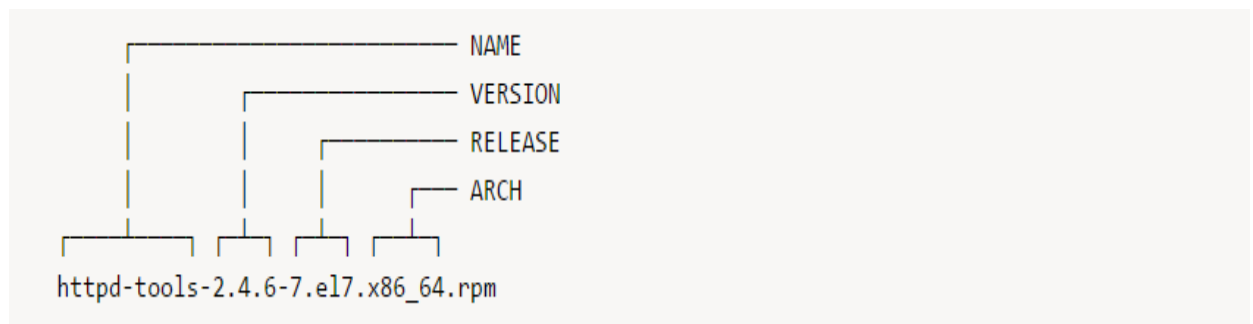 NAME
VERSION
RELEASE
ARCH
httpd-tools-2.4.6-7.el7.x86_64.rpm